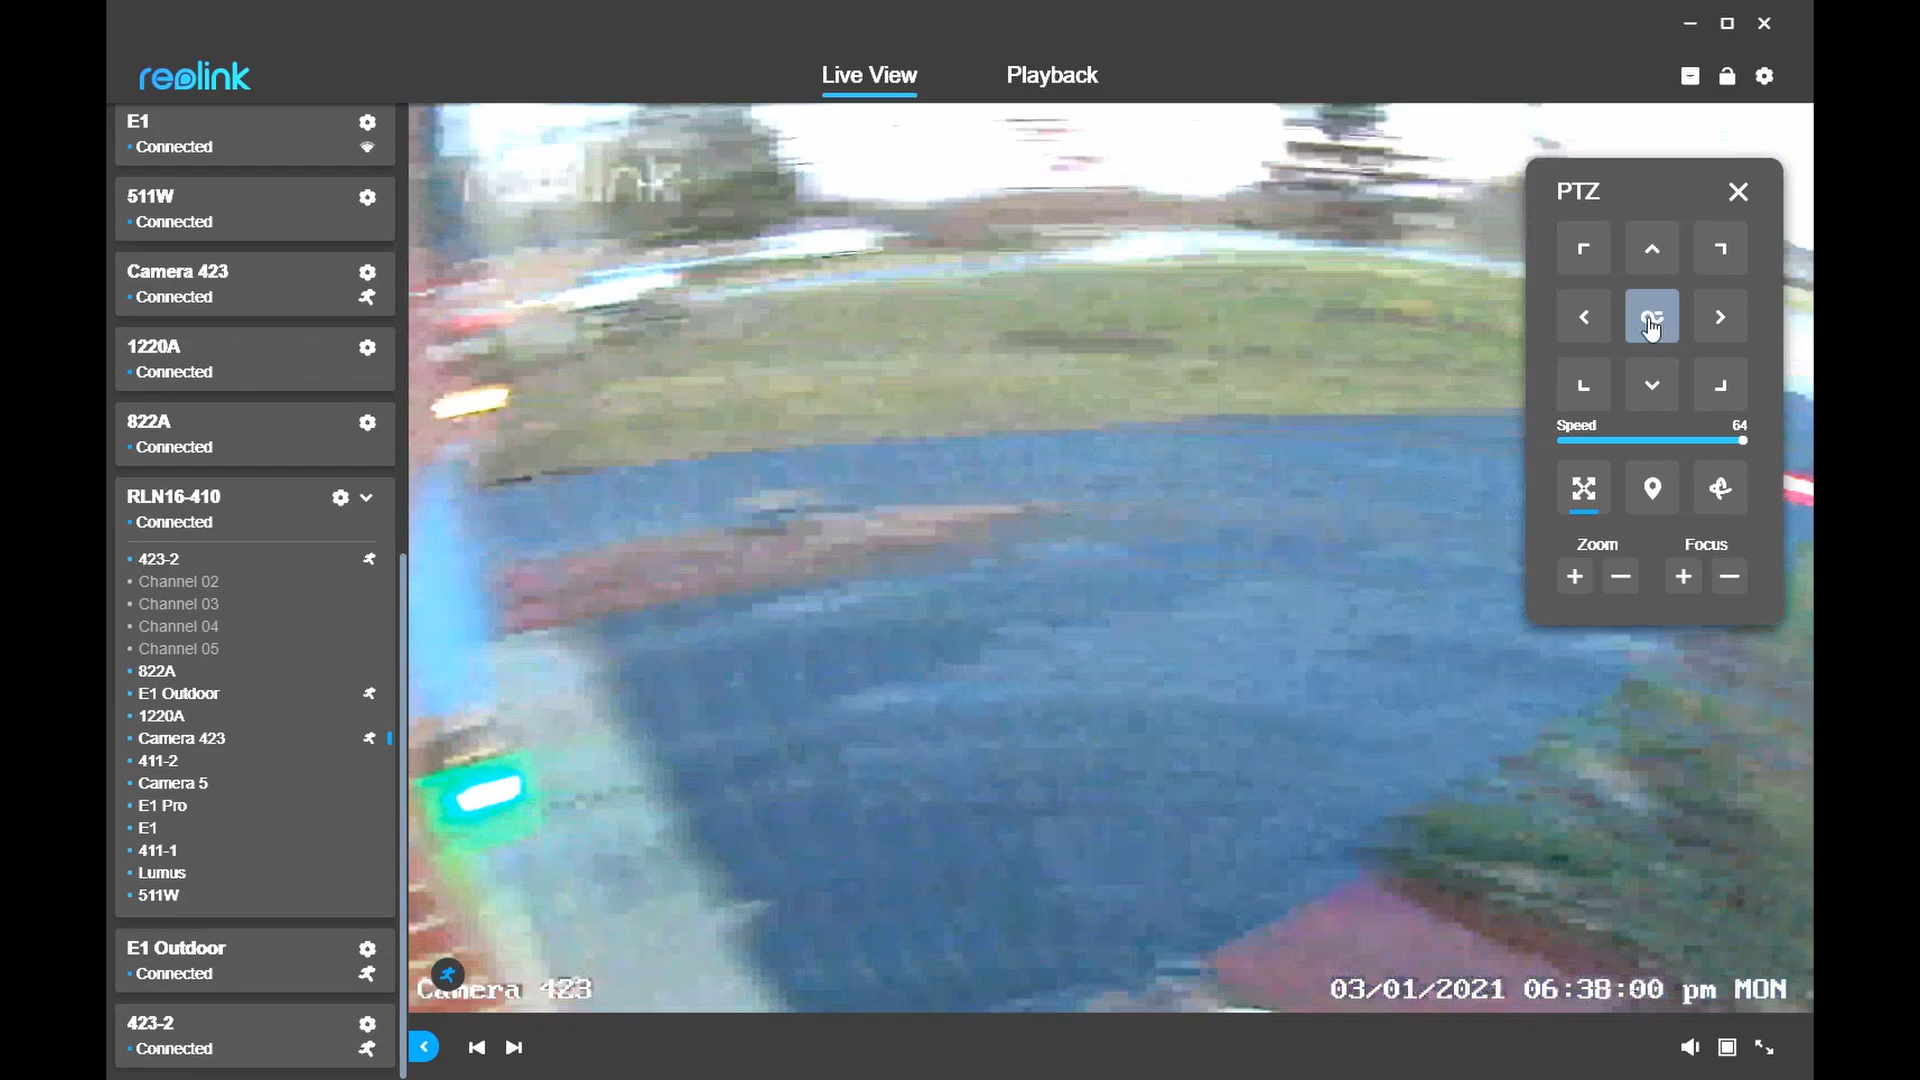 reolink
Live View
Playback
E1
Connected
511W
Connected
Camera 423
Connected
1220A
Connected
822A
Connected
RLN16-410
Connected
423-2
Channel 02
Channel 03
Channel 04
Channel 05
822A
E1 Outdoor
1220A
Camera 423
411-2
Camera 5
E1 Pro
E1
411-1
Lumus
511W
E1 Outdoor
Connected
423-2
Connected
PTZ
Speed 64
Zoom Focus
Camera 423
03/01/2021 06:38:00 pm MON